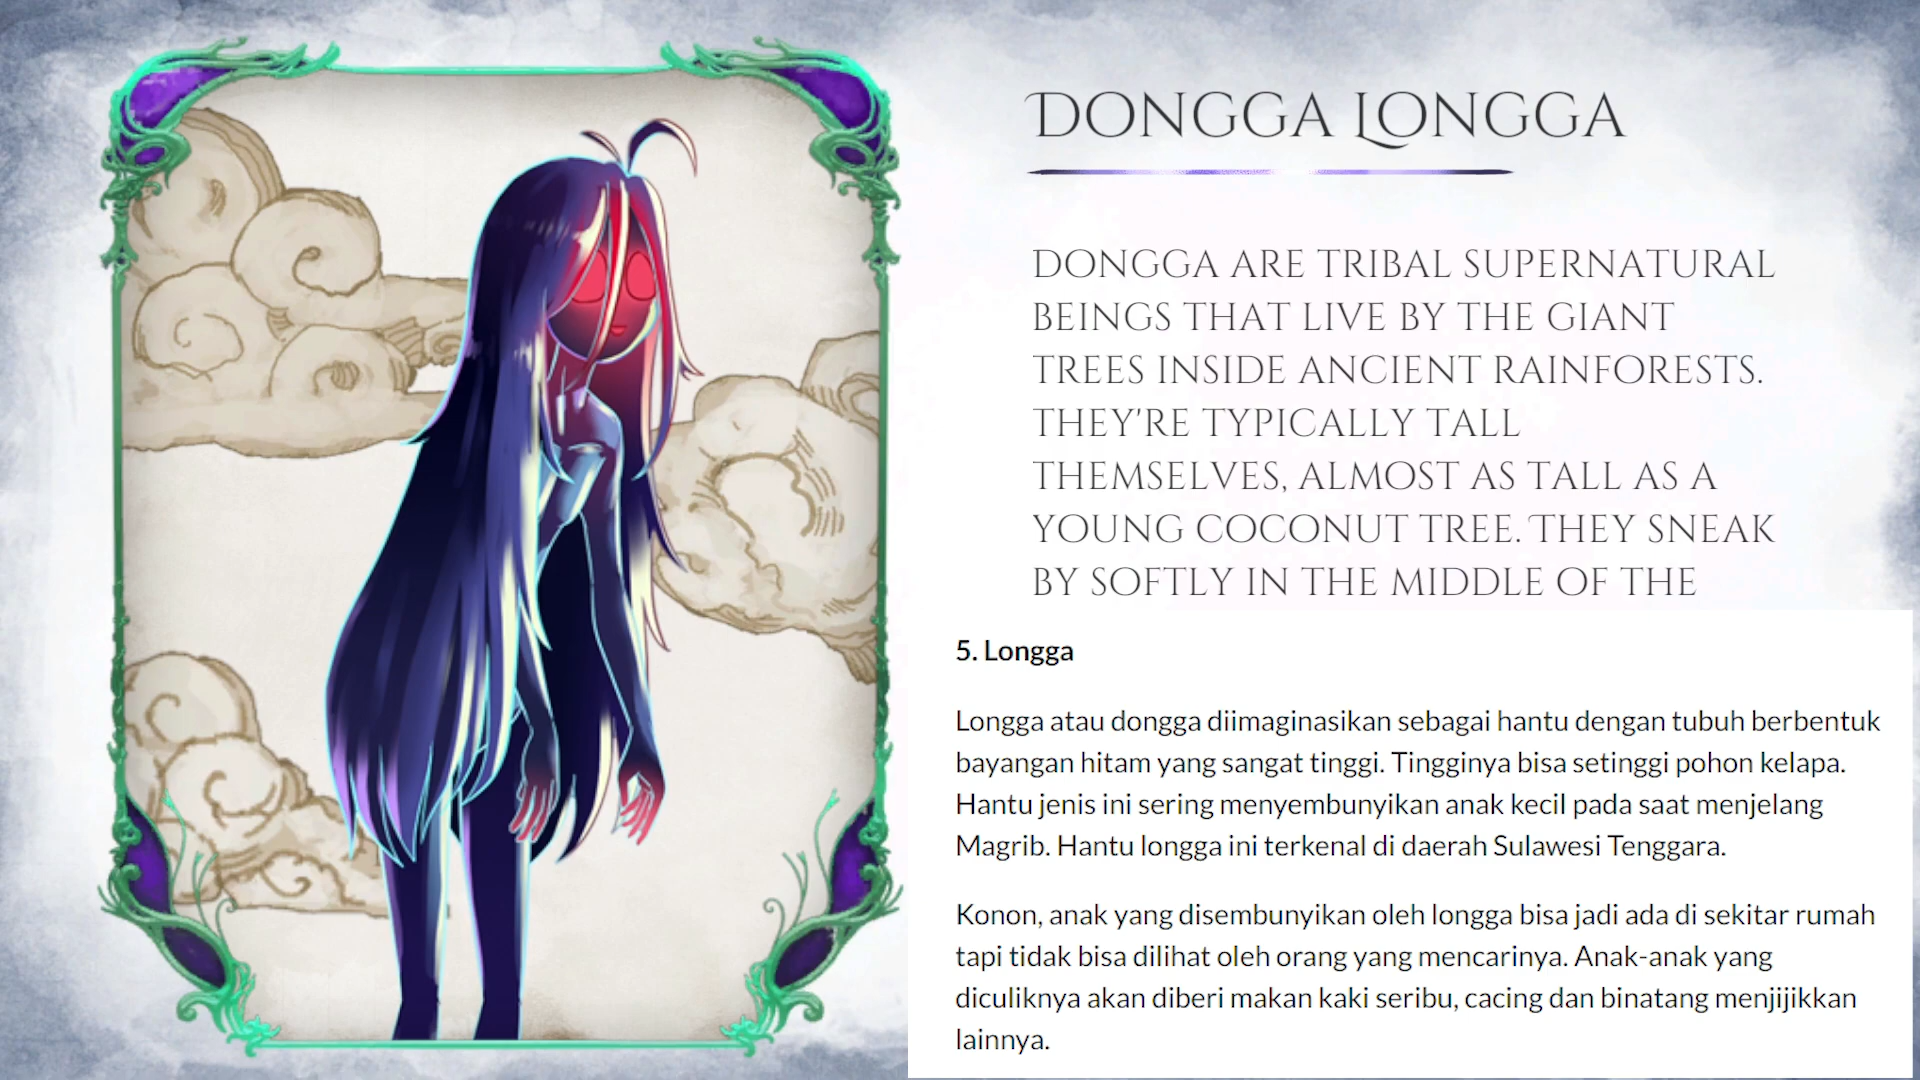 Dongga Longga
Dongga are tribal supernatural
beings that live by the giant
trees inside ancient rainforests.
They're typically tall
themselves, almost as tall as a
young coconut tree. They sneak
by softly in the middle of the
5. Longga
Longga atau dongga diimaginasikan sebagai hantu dengan tubuh berbentuk
bayangan hitam yang sangat tinggi. Tingginya bisa setinggi pohon kelapa.
Hantu jenis ini sering menyembunyikan anak kecil pada saat menjelang
Magrib. Hantu longga ini terkenal di daerah Sulawesi Tenggara.
Konon, anak yang disembunyikan oleh longga bisa jadi ada di sekitar rumah
tapi tidak bisa dilihat oleh orang yang mencarinya. Anak-anak yang
diculiknya akan diberi makan kaki seribu, cacing dan binatang menjijikkan
lainnya.